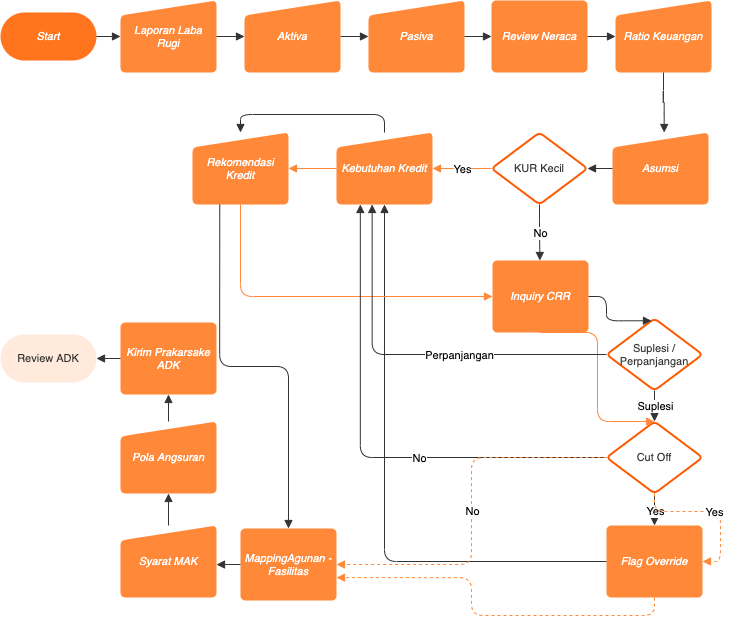 Start
Laporan Laba
Rugi
Aktiva
Pasiva
Review Neraca
Ratio Keuangan
Rekomendasi
Kredit
Kebutuhan Kredit
Yes
KUR Kecil
Asumsi
No
Inquiry CRR
Review ADK
Kirim Prakarsake
ADK
Perpanjangan
Suplesi /
Perpanjangan
Suplesi
Pola Angsuran
No
Cut Off
No
Yes
Yes
Syarat MAK
MappingAgunan -
Fasilitas
Flag Override